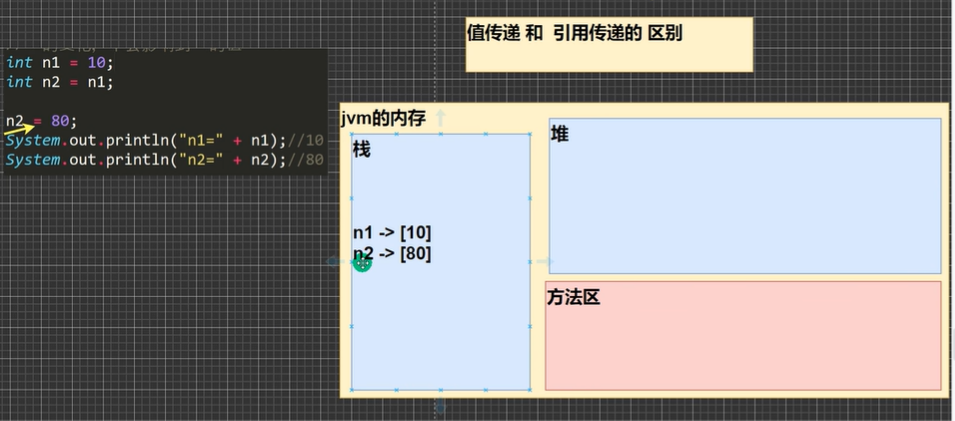 值传递 和 引用传递的 区别
int n1 = 10;
int n2 = n1;
n2 = 80;
System.out.println("n1=" + n1);//10
System.out.println("n2=" + n2);//80
jvm的内存
栈
n1 -> [10]
n2 -> [80]
堆
方法区